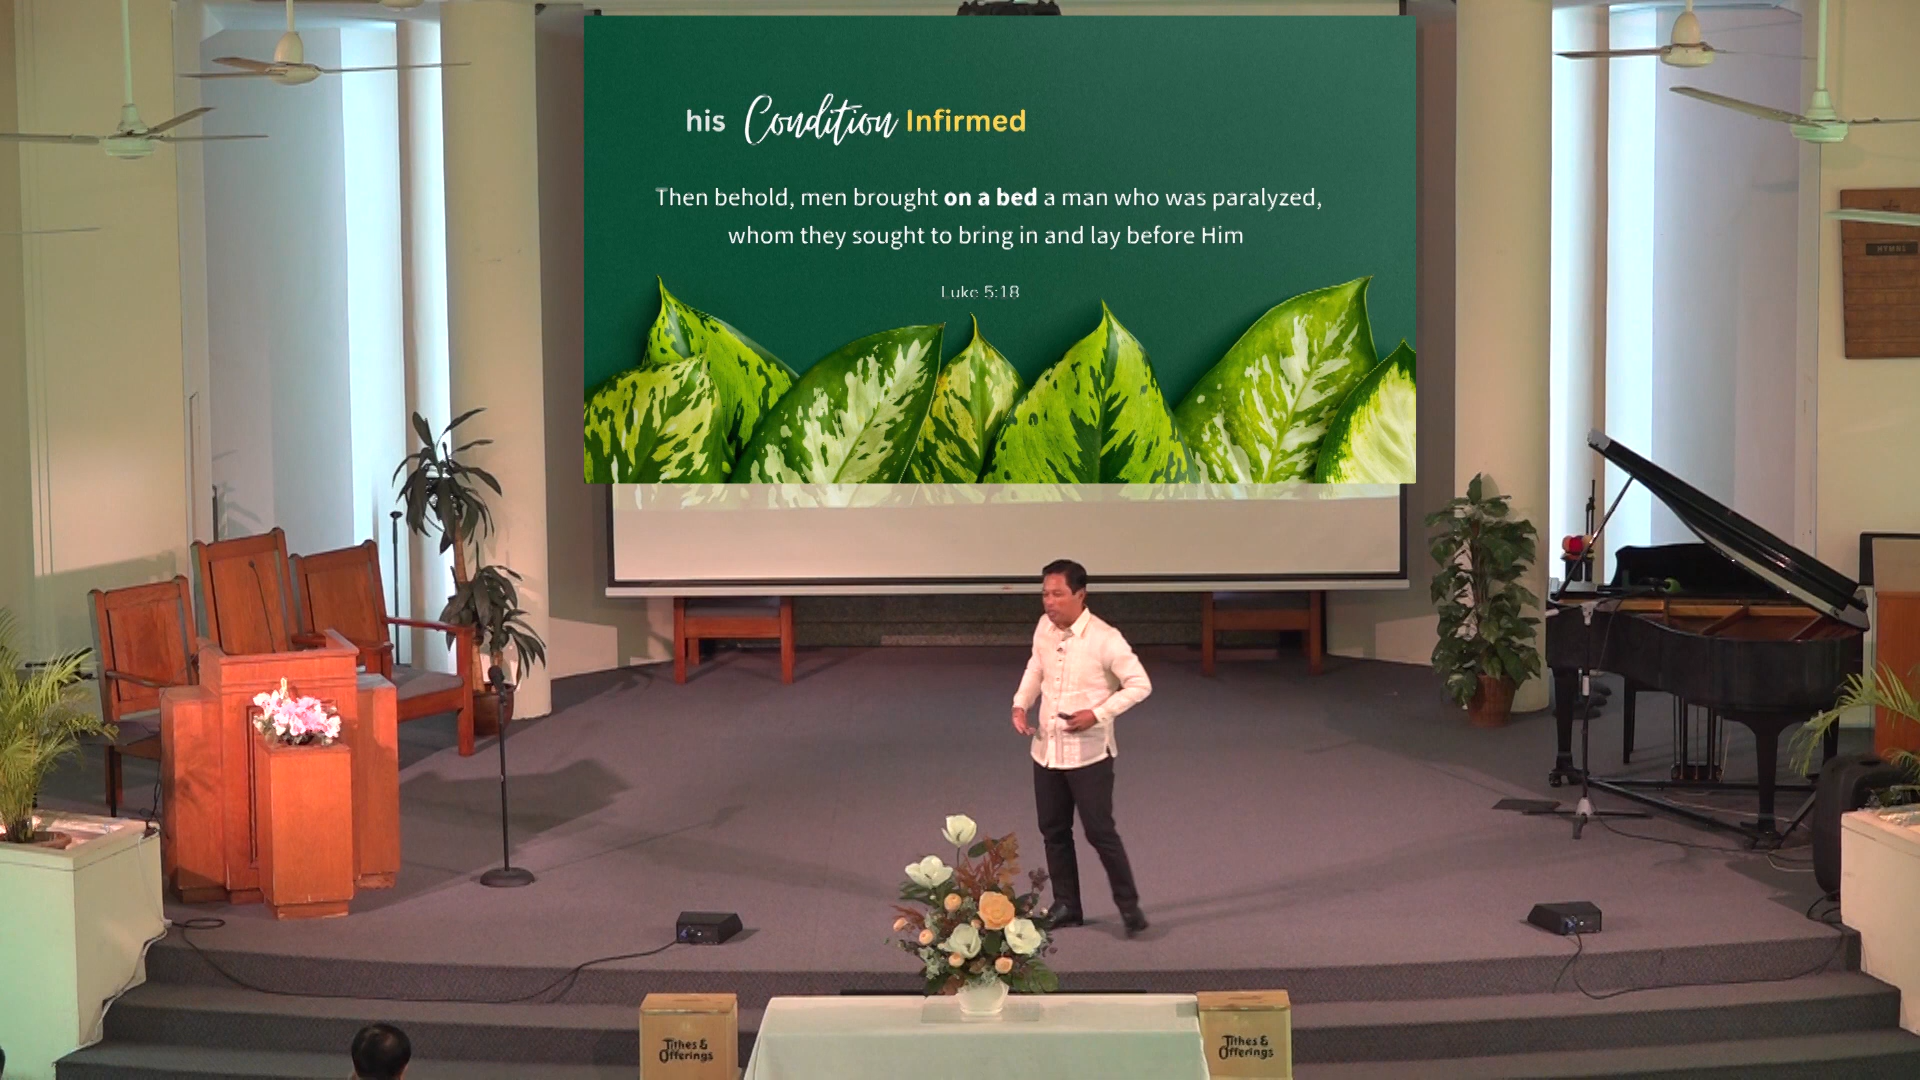 his Condition Infirmed
Then behold, men brought on a bed a man who was paralyzed,
whom they sought to bring in and lay before Him
Luke 5:18
HYMNS
Tithes &
Offerings
Tithes &
Offerings